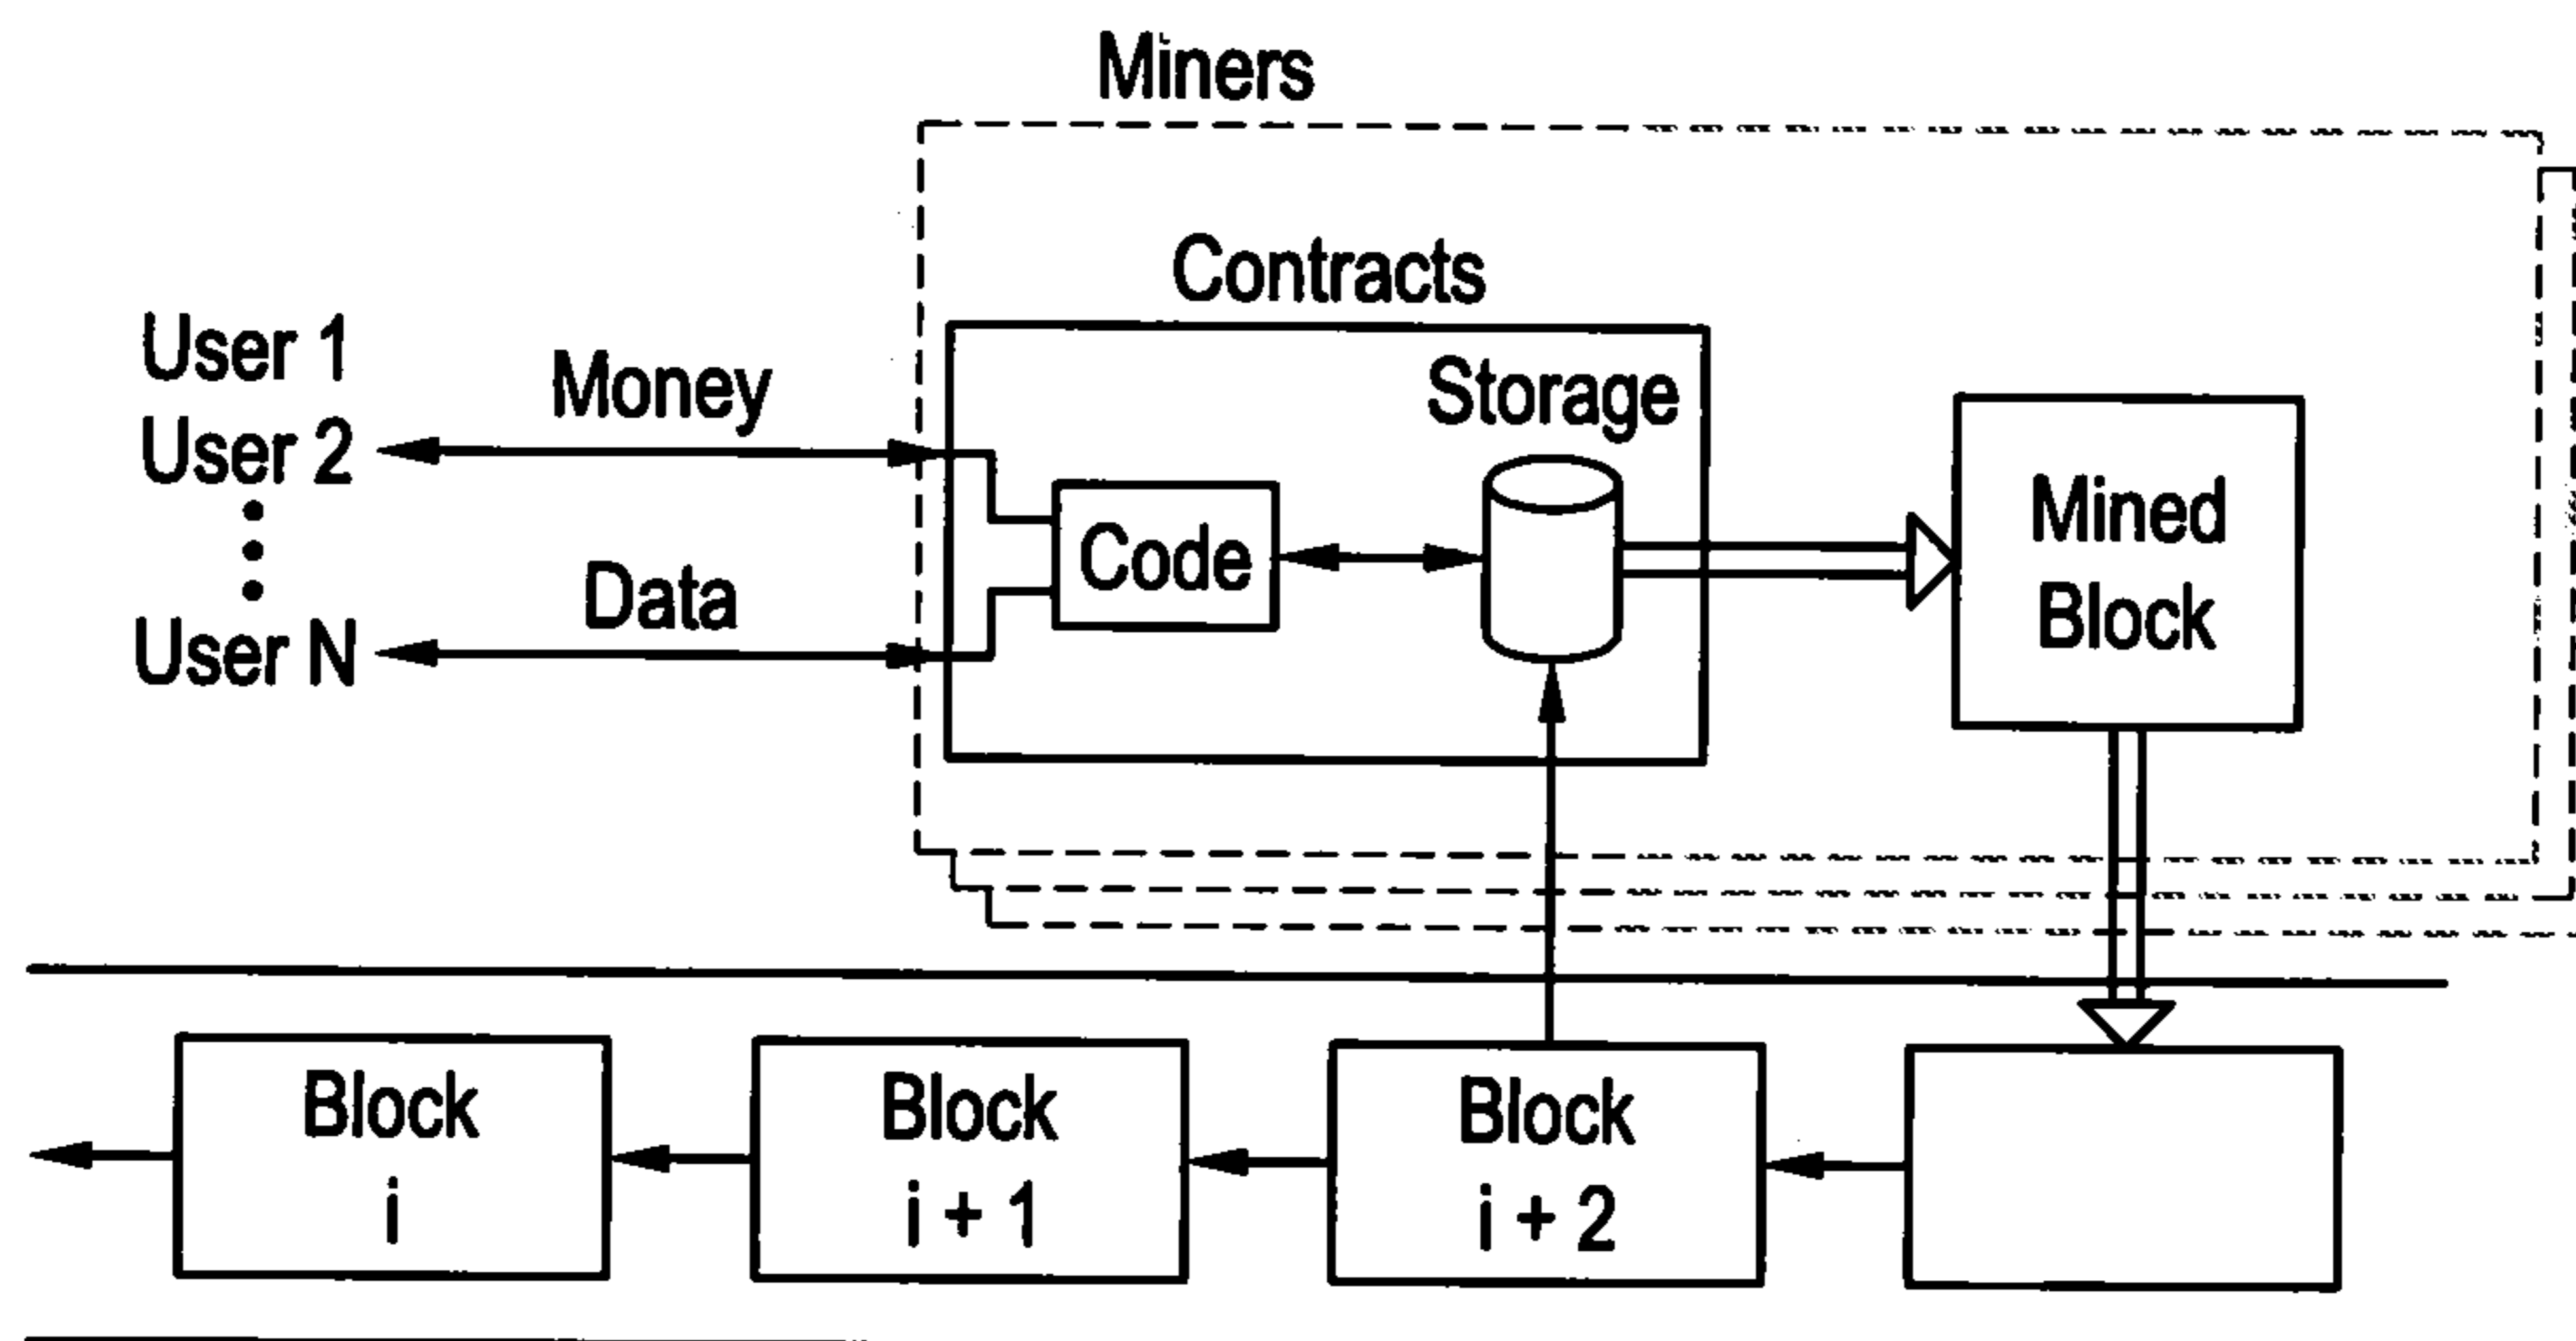 Miners
Contracts
User 1
User 2
User N
Money
Data
Storage
Code
Mined
Block
Block
i
Block
i + 1
Block
i + 2